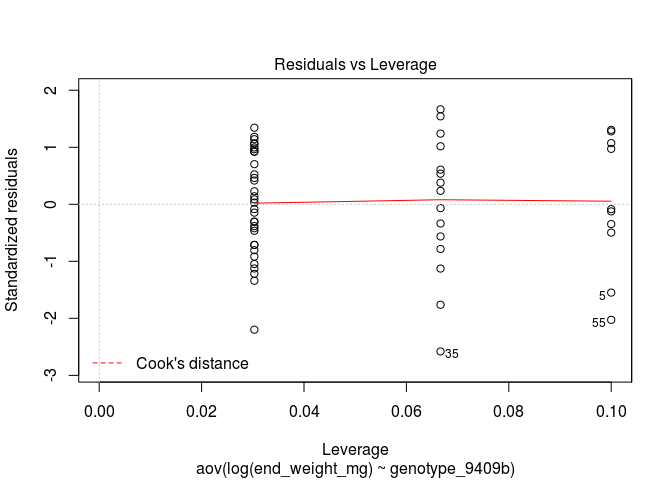 Residuals vs Leverage
Standardized residuals
2
1
0
-1
-2
-3
5
55
35
Cook's distance
0.00 0.02 0.04 0.06 0.08 0.10
Leverage
aov(log(end_weight_mg) ~ genotype_9409b)